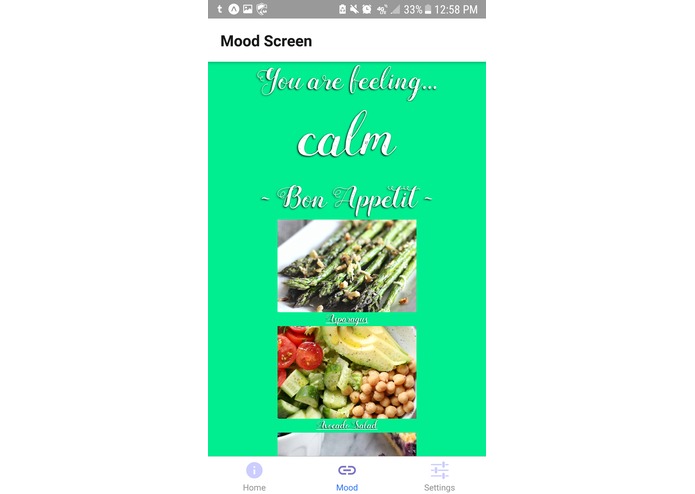 33% 12:58 PM
Mood Screen
You are feeling...
calm
~ Bon Appetit ~
Asparagus
Avocado Salad
Home
Mood
Settings